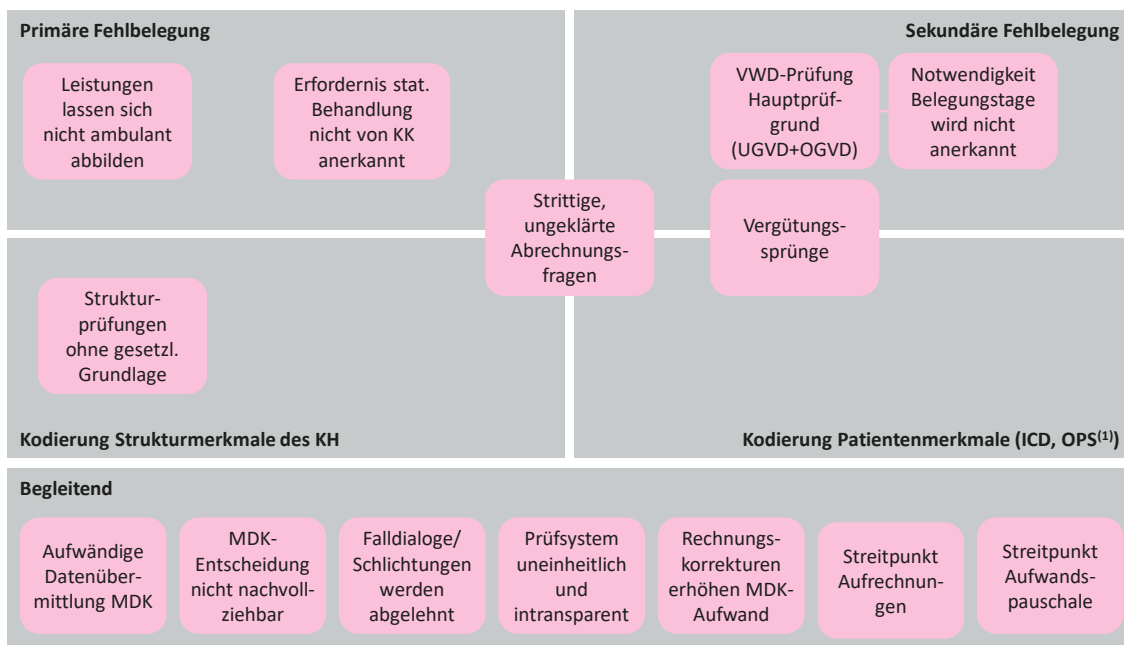 Primäre Fehlbelegung
Leistungen
lassen sich
nicht ambulant
abbilden
Erfordernis stat.
Behandlung
nicht von KK
anerkannt
Sekundäre Fehlbelegung
VWD-Prüfung
Hauptprüf-
grund
(UGVD+OGVD)
Notwendigkeit
Belegungstage
wird nicht
anerkannt
Strittige,
ungeklärte
Abrechnungs-
fragen
Vergütungs-
sprünge
Struktur-
prüfungen
ohne gesetzl.
Grundlage
Kodierung Strukturmerkmale des KH
Kodierung Patientenmerkmale (ICD, OPS(1))
Begleitend
Aufwändige
Datenüber-
mittlung MDK
MDK-
Entscheidung
nicht nachvoll-
ziehbar
Falldialoge/
Schlichtungen
werden
abgelehnt
Prüfsystem
uneinheitlich
und
intransparent
Rechnungs-
korrekturen
erhöhen MDK-
Aufwand
Streitpunkt
Aufrechnun-
gen
Streitpunkt
Aufwands-
pauschale